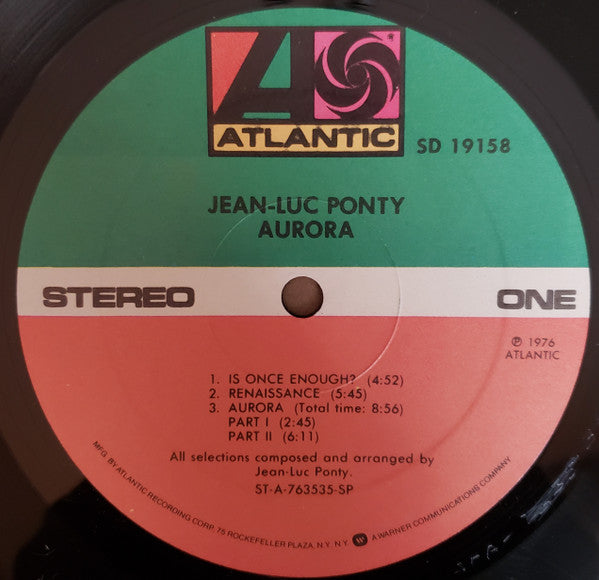 ATLANTIC
SD 19158
JEAN-LUC PONTY
AURORA
STEREO
ONE
℗ 1976
ATLANTIC
1. IS ONCE ENOUGH? (4:52)
2. RENAISSANCE (5:45)
3. AURORA (Total time: 8:56)
PART I (2:45)
PART II (6:11)
All selections composed and arranged by
Jean-Luc Ponty.
ST-A-763535-SP
MFG. BY ATLANTIC RECORDING CORP. 75 ROCKEFELLER PLAZA, N.Y. N.Y. A WARNER COMMUNICATIONS COMPANY